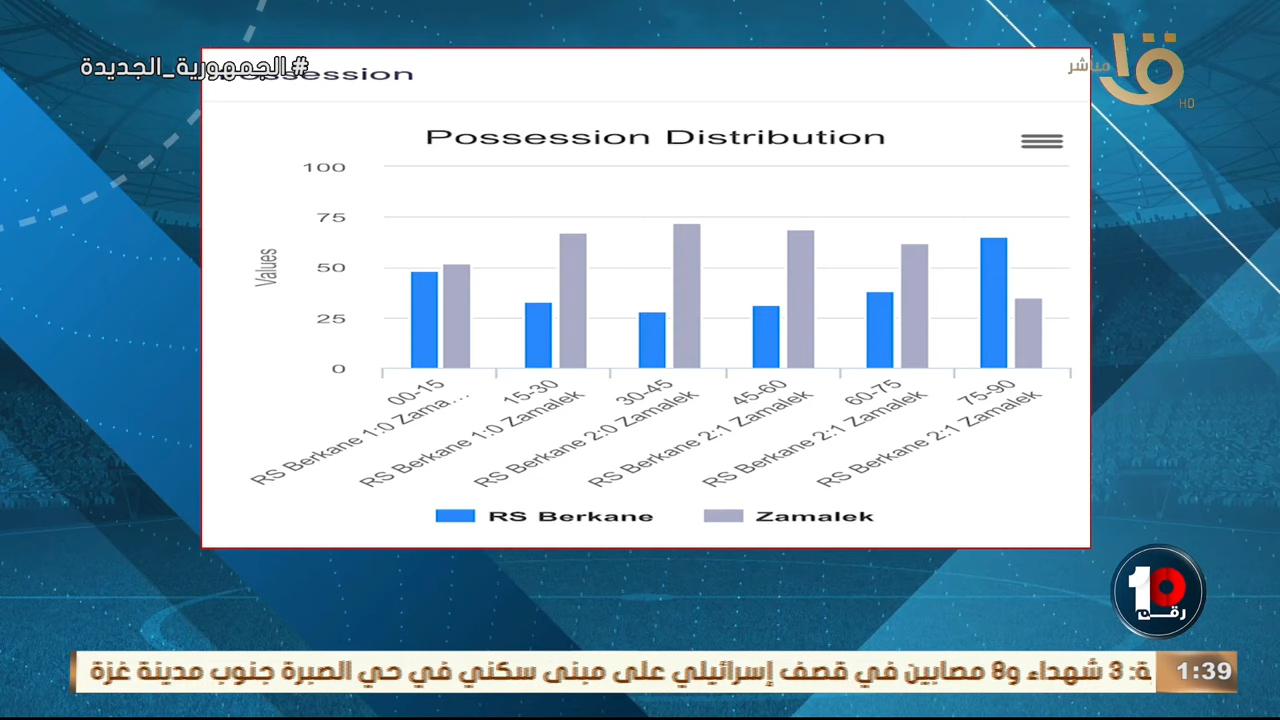 #الجمهورية_الجديدة
مباشر
HD
Possession Distribution
Values
100
75
50
25
0
00-15
RS Berkane 1:0 Zama...
15-30
RS Berkane 1:0 Zamalek
30-45
RS Berkane 2:0 Zamalek
45-60
RS Berkane 2:1 Zamalek
60-75
RS Berkane 2:1 Zamalek
75-90
RS Berkane 2:1 Zamalek
RS Berkane
Zamalek
10
رقم
ة: 3 شهداء و8 مصابين في قصف إسرائيلي على مبنى سكني في حي الصبرة جنوب مدينة غزة
1:39